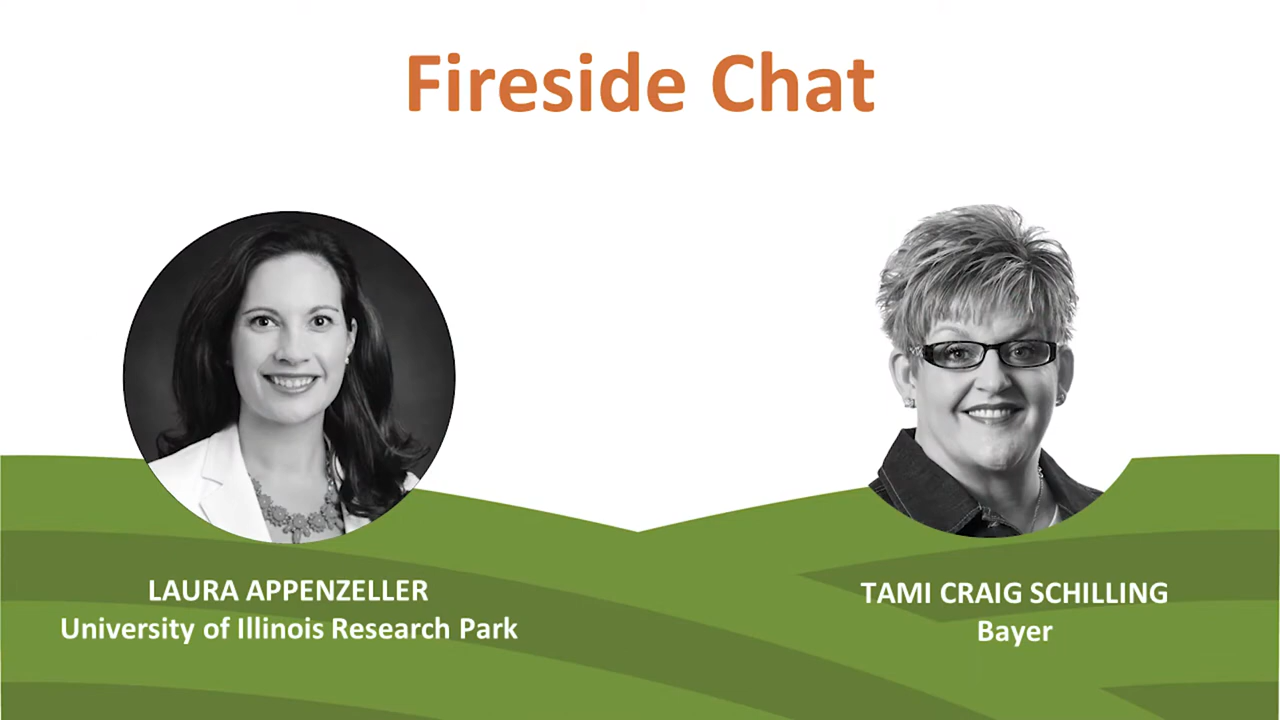 Fireside Chat
LAURA APPENZELLER
University of Illinois Research Park
TAMI CRAIG SCHILLING
Bayer